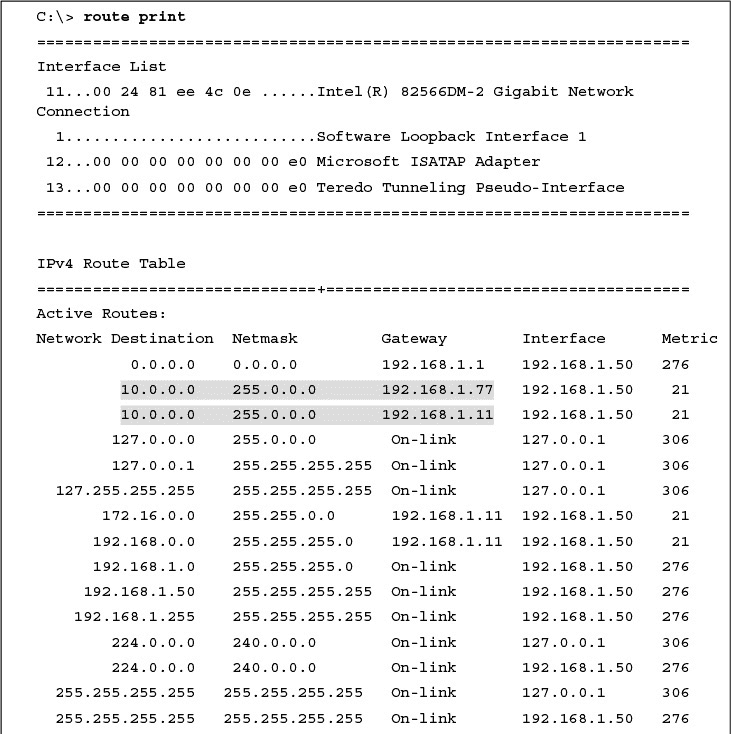 C:\> route print
======================================================================
Interface List
11...00 24 81 ee 4c 0e ......Intel(R) 82566DM-2 Gigabit Network
Connection
1...........................Software Loopback Interface 1
12...00 00 00 00 00 00 00 e0 Microsoft ISATAP Adapter
13...00 00 00 00 00 00 00 e0 Teredo Tunneling Pseudo-Interface
======================================================================
IPv4 Route Table
==============================+=======================================
Active Routes:
Network Destination Netmask Gateway Interface Metric
0.0.0.0 0.0.0.0 192.168.1.1 192.168.1.50 276
10.0.0.0 255.0.0.0 192.168.1.77 192.168.1.50 21
10.0.0.0 255.0.0.0 192.168.1.11 192.168.1.50 21
127.0.0.0 255.0.0.0 On-link 127.0.0.1 306
127.0.0.1 255.255.255.255 On-link 127.0.0.1 306
127.255.255.255 255.255.255.255 On-link 127.0.0.1 306
172.16.0.0 255.255.0.0 192.168.1.11 192.168.1.50 21
192.168.0.0 255.255.255.0 192.168.1.11 192.168.1.50 21
192.168.1.0 255.255.255.0 On-link 192.168.1.50 276
192.168.1.50 255.255.255.255 On-link 192.168.1.50 276
192.168.1.255 255.255.255.255 On-link 192.168.1.50 276
224.0.0.0 240.0.0.0 On-link 127.0.0.1 306
224.0.0.0 240.0.0.0 On-link 192.168.1.50 276
255.255.255.255 255.255.255.255 On-link 127.0.0.1 306
255.255.255.255 255.255.255.255 On-link 192.168.1.50 276